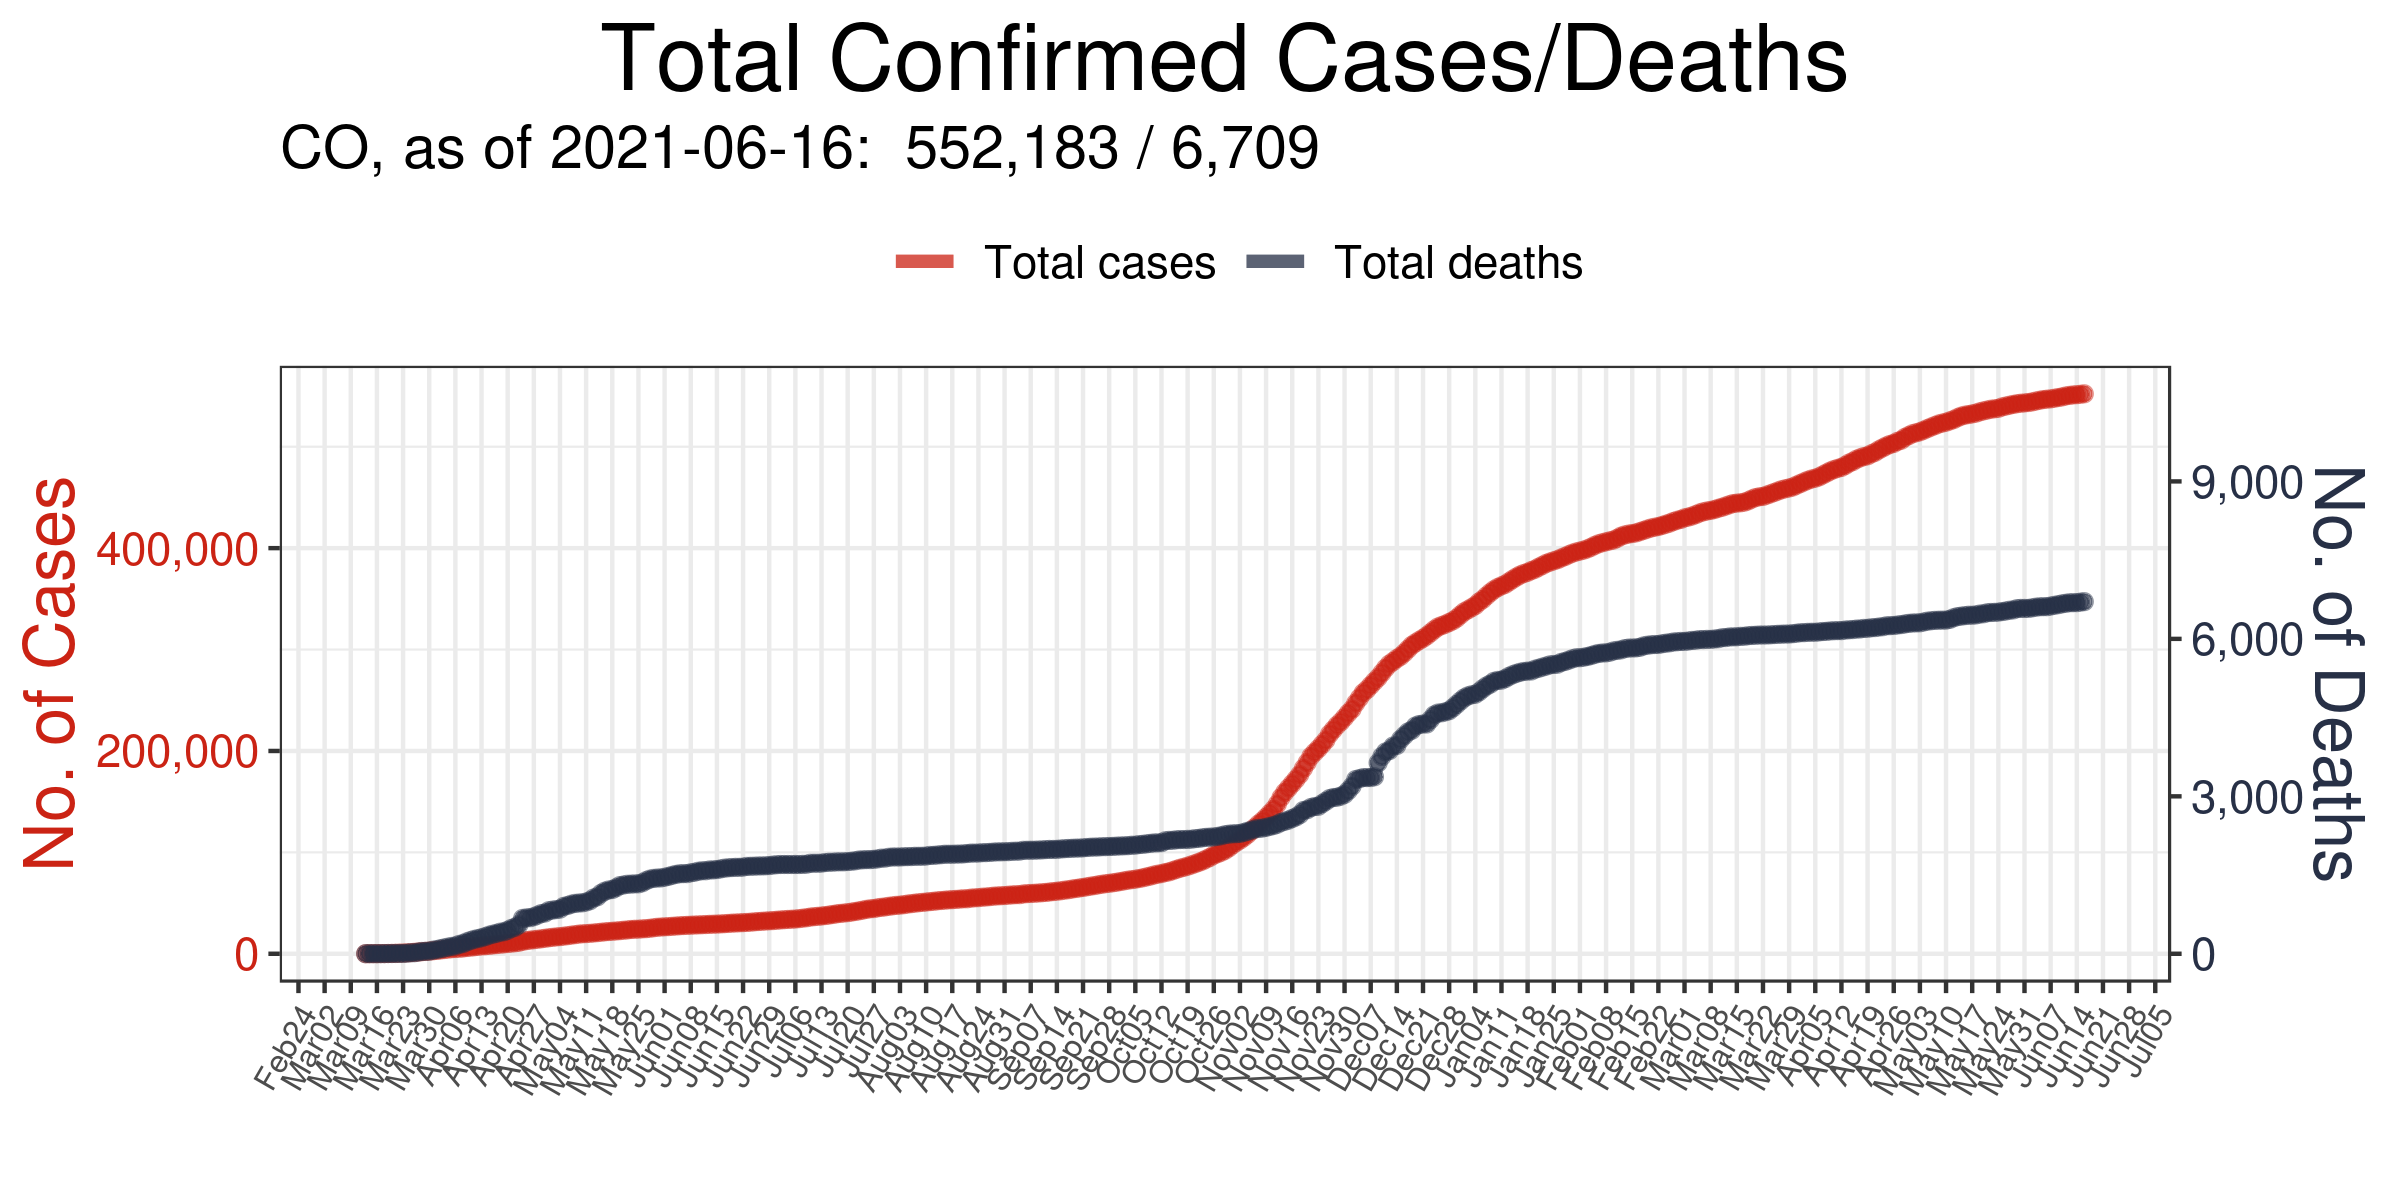 Total Confirmed Cases/Deaths
CO, as of 2021-06-16:  552,183 / 6,709
Total cases
Total deaths
No. of Cases
400,000
200,000
0
9,000
6,000
3,000
0
No. of Deaths
Feb24
Mar02
Mar09
Mar16
Mar23
Mar30
Apr06
Apr13
Apr20
Apr27
May04
May11
May18
May25
Jun01
Jun08
Jun15
Jun22
Jun29
Jul06
Jul13
Jul20
Jul27
Aug03
Aug10
Aug17
Aug24
Aug31
Sep07
Sep14
Sep21
Sep28
Oct05
Oct12
Oct19
Oct26
Nov02
Nov09
Nov16
Nov23
Nov30
Dec07
Dec14
Dec21
Dec28
Jan04
Jan11
Jan18
Jan25
Feb01
Feb08
Feb15
Feb22
Mar01
Mar08
Mar15
Mar22
Mar29
Apr05
Apr12
Apr19
Apr26
May03
May10
May17
May24
May31
Jun07
Jun14
Jun21
Jun28
Jul05